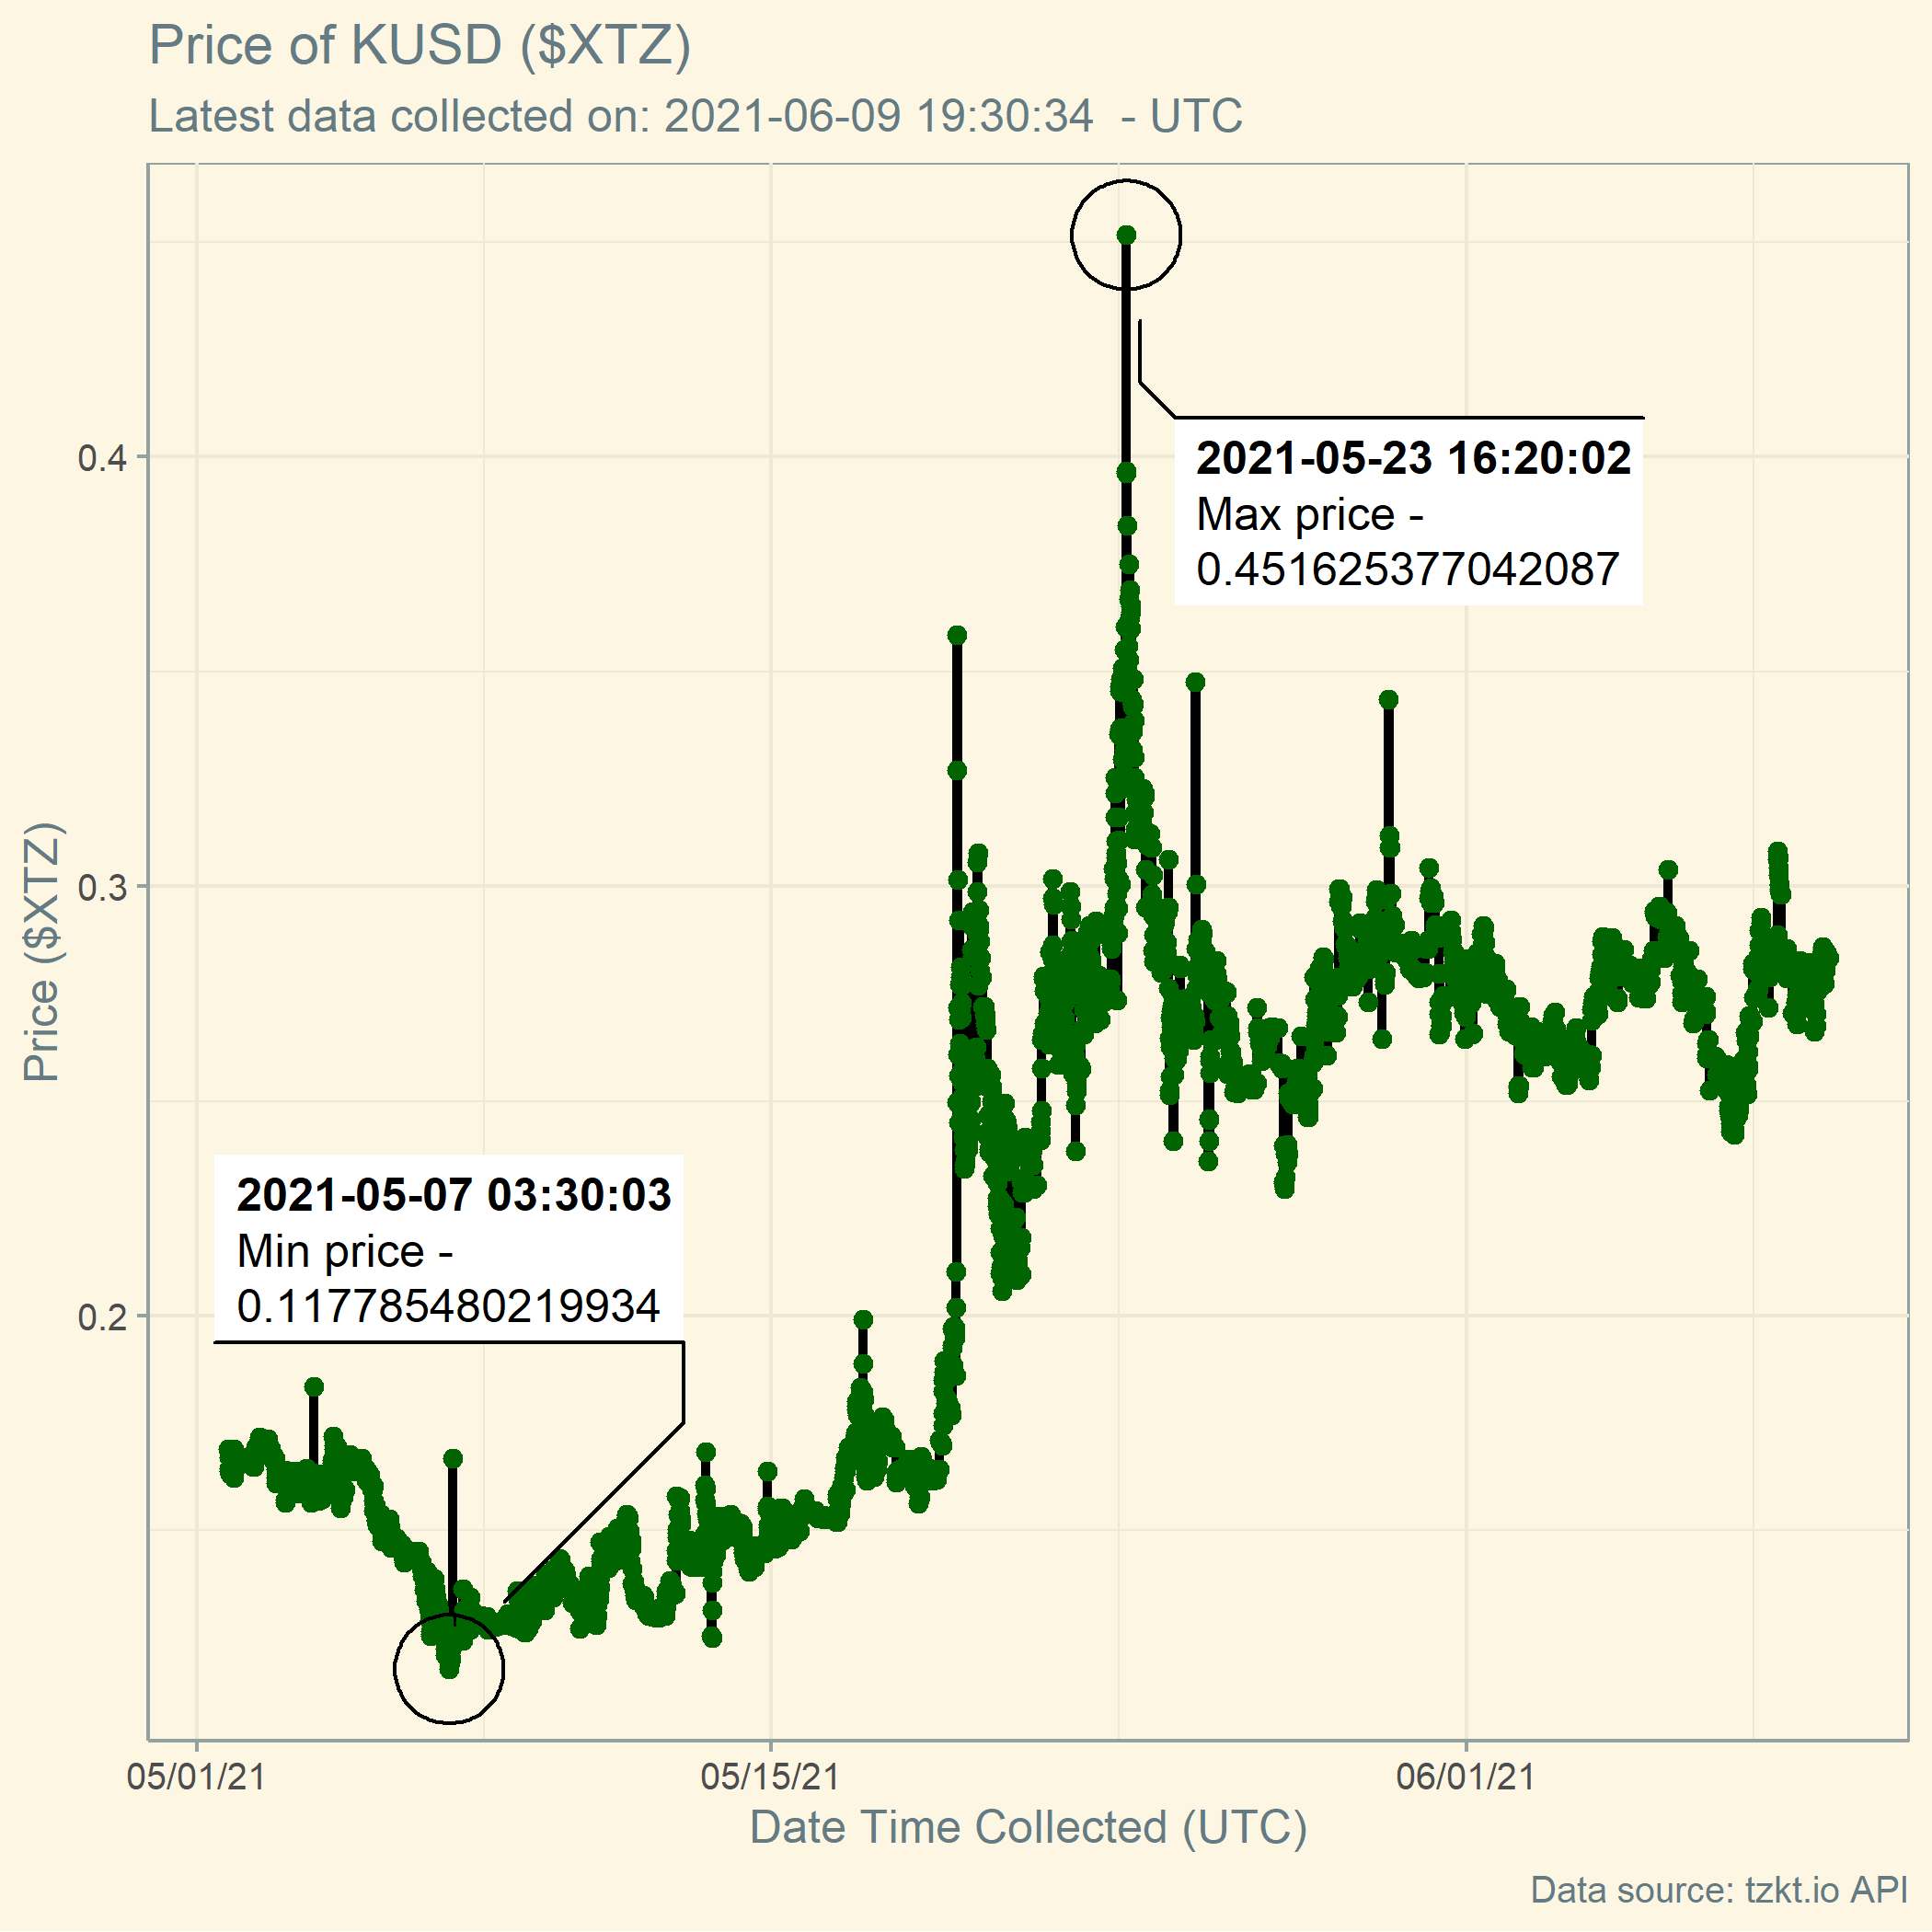 Price of KUSD ($XTZ)
Latest data collected on: 2021-06-09 19:30:34  - UTC
0.4
2021-05-23 16:20:02
Max price -
0.451625377042087
0.3
Price ($XTZ)
2021-05-07 03:30:03
Min price -
0.117785480219934
0.2
05/01/21
05/15/21
06/01/21
Date Time Collected (UTC)
Data source: tzkt.io API